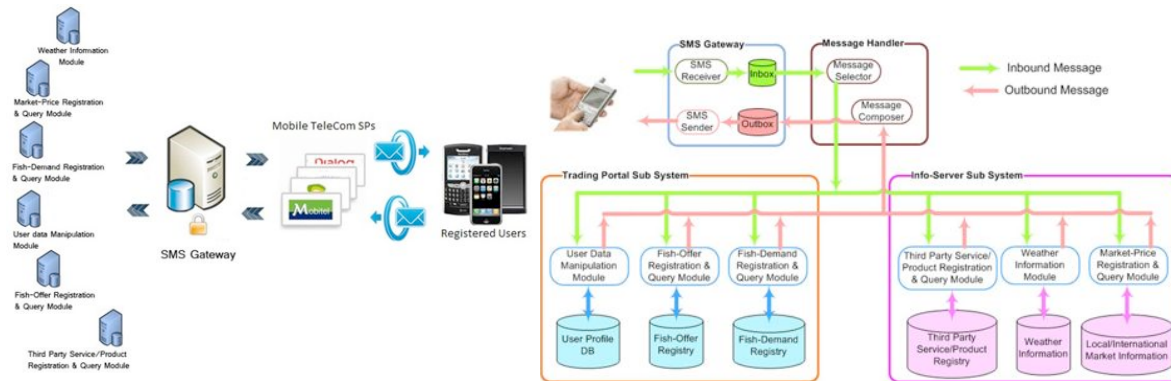 Weather Information
Module
Market-Price Registration
& Query Module
Fish-Demand Registration
& Query Module
User data Manipulation
Module
Fish-Offer Registration
& Query Module
Third Party Service/Product
Registration & Query Module
SMS Gateway
Mobile TeleCom SPs
Dialog
Mobitel
Registered Users
SMS Gateway
SMS
Receiver
Inbox
SMS
Sender
Outbox
Message Handler
Message
Selector
Message
Composer
Inbound Message
Outbound Message
Trading Portal Sub System
User Data
Manipulation
Module
Fish-Offer
Registration &
Query Module
Fish-Demand
Registration &
Query Module
User Profile
DB
Fish-Offer
Registry
Fish-Demand
Registry
Info-Server Sub System
Third Party Service/
Product Registration
& Query Module
Weather
Information
Module
Market-Price
Registration &
Query Module
Third Party
Service/Product
Registry
Weather
Information
Local/International
Market Information